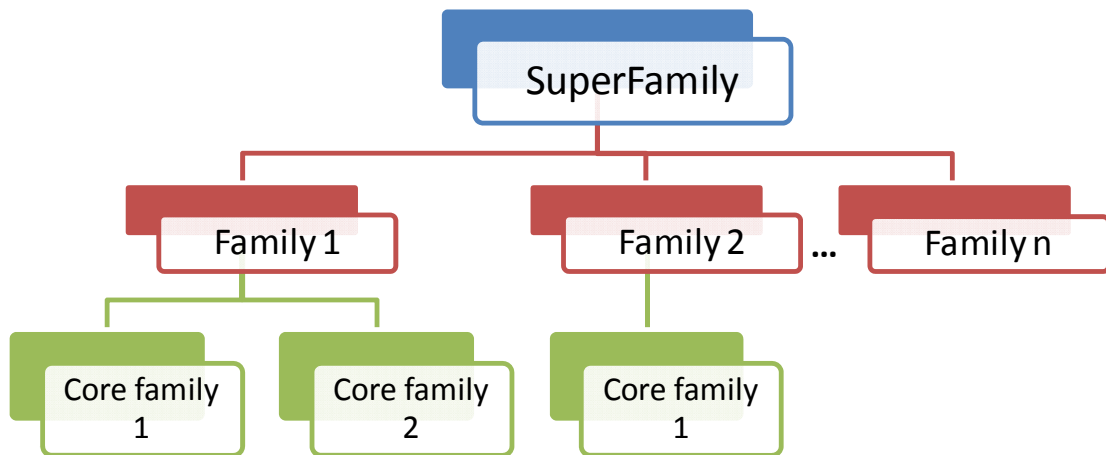 SuperFamily
Family 1
Family 2
...
Family n
Core family
1
Core family
2
Core family
1